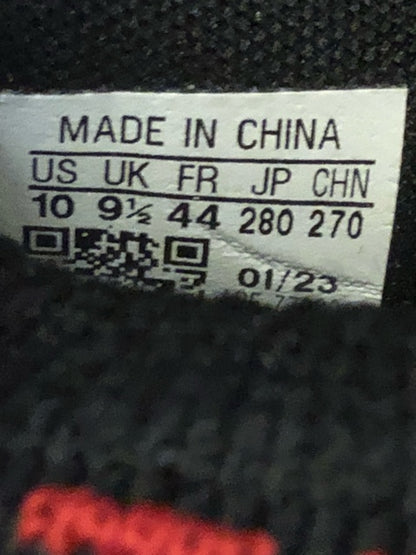 MADE IN CHINA
US UK FR JP CHN
10 9½ 44 280 270
01/23